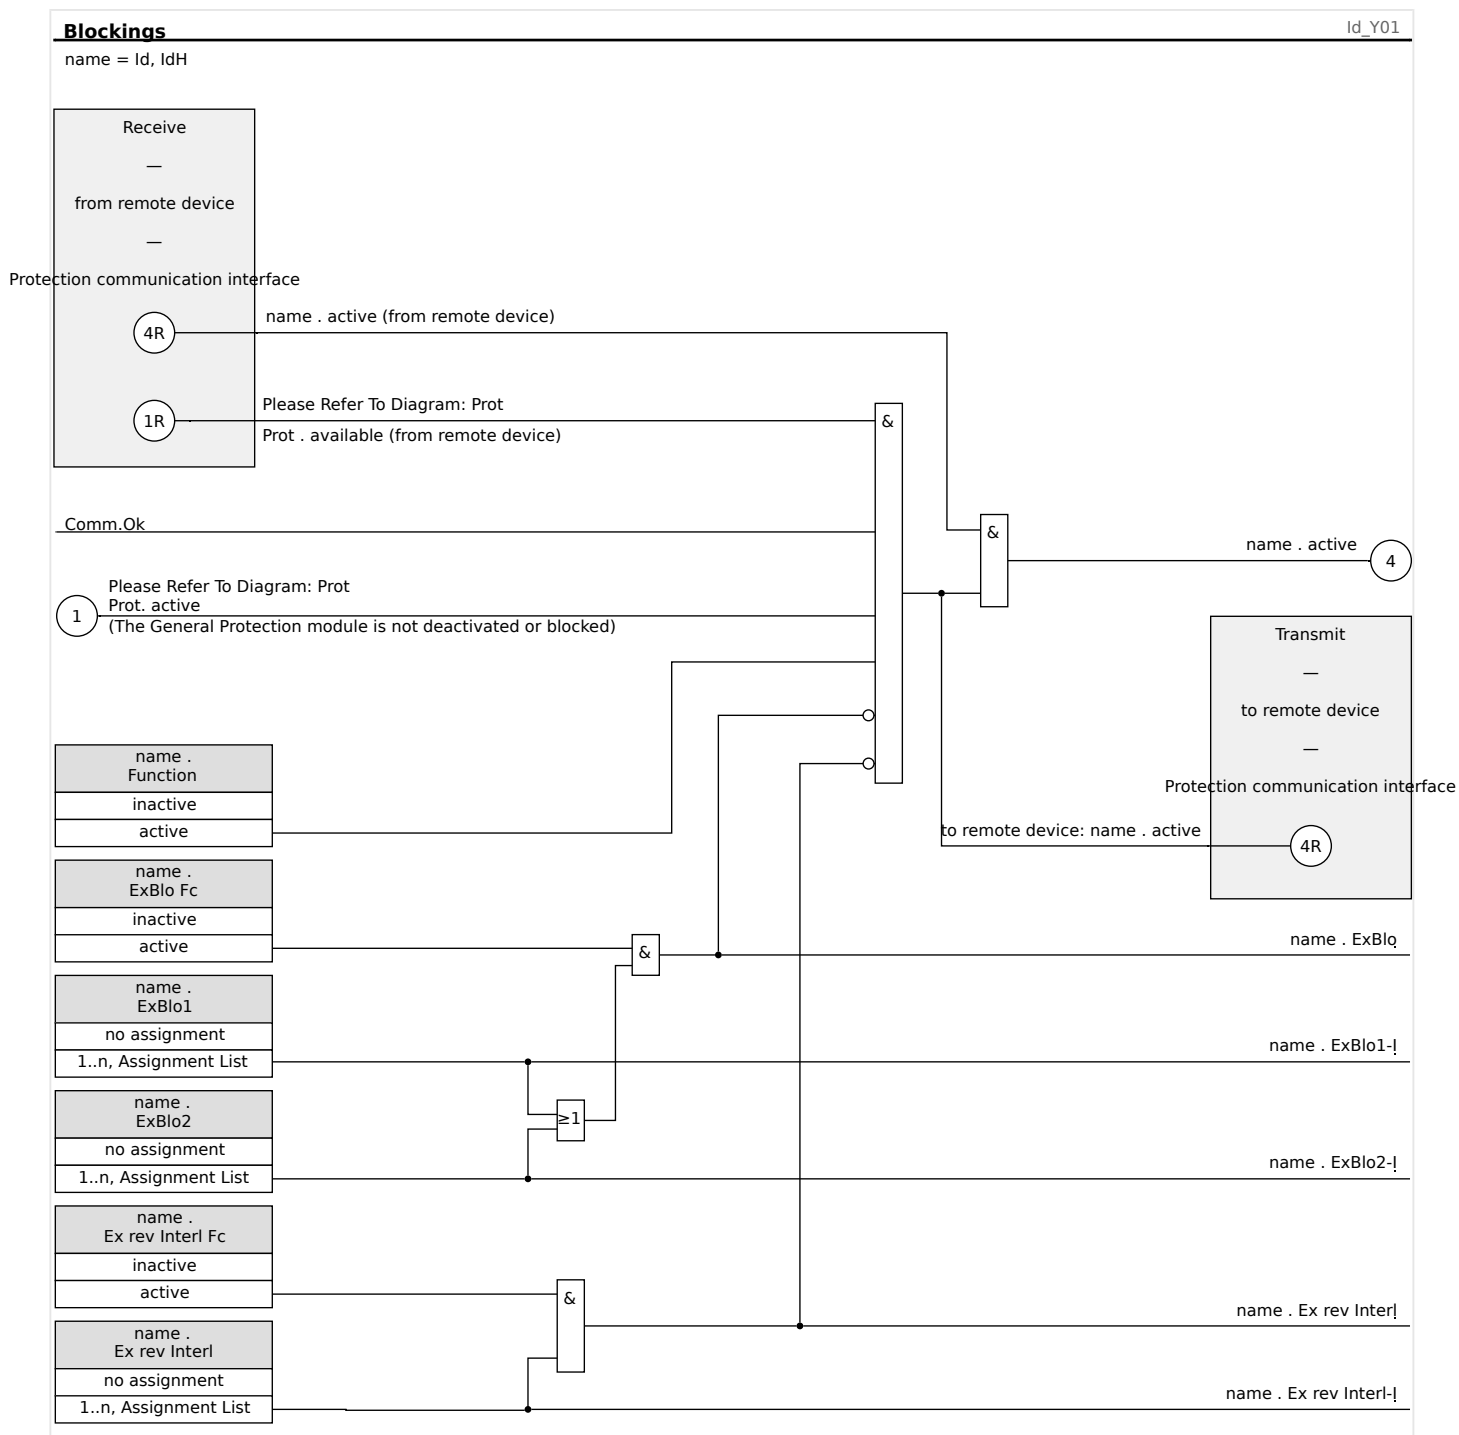 Blockings
Id_Y01
name = Id, IdH
Receive
—
from remote device
—
Protection communication interface
4R
name . active (from remote device)
1R
Please Refer To Diagram: Prot
Prot . available (from remote device)
&
Comm.Ok
&
name . active
4
1
Please Refer To Diagram: Prot
Prot. active
(The General Protection module is not deactivated or blocked)
Transmit
—
to remote device
—
Protection communication interface
to remote device: name . active
4R
name .
Function
inactive
active
name .
ExBlo Fc
inactive
active
&
name . ExBlo
name .
ExBlo1
no assignment
1..n, Assignment List
name . ExBlo1-I
≥1
name .
ExBlo2
no assignment
1..n, Assignment List
name . ExBlo2-I
name .
Ex rev Interl Fc
inactive
active
&
name . Ex rev Interl
name .
Ex rev Interl
no assignment
1..n, Assignment List
name . Ex rev Interl-I